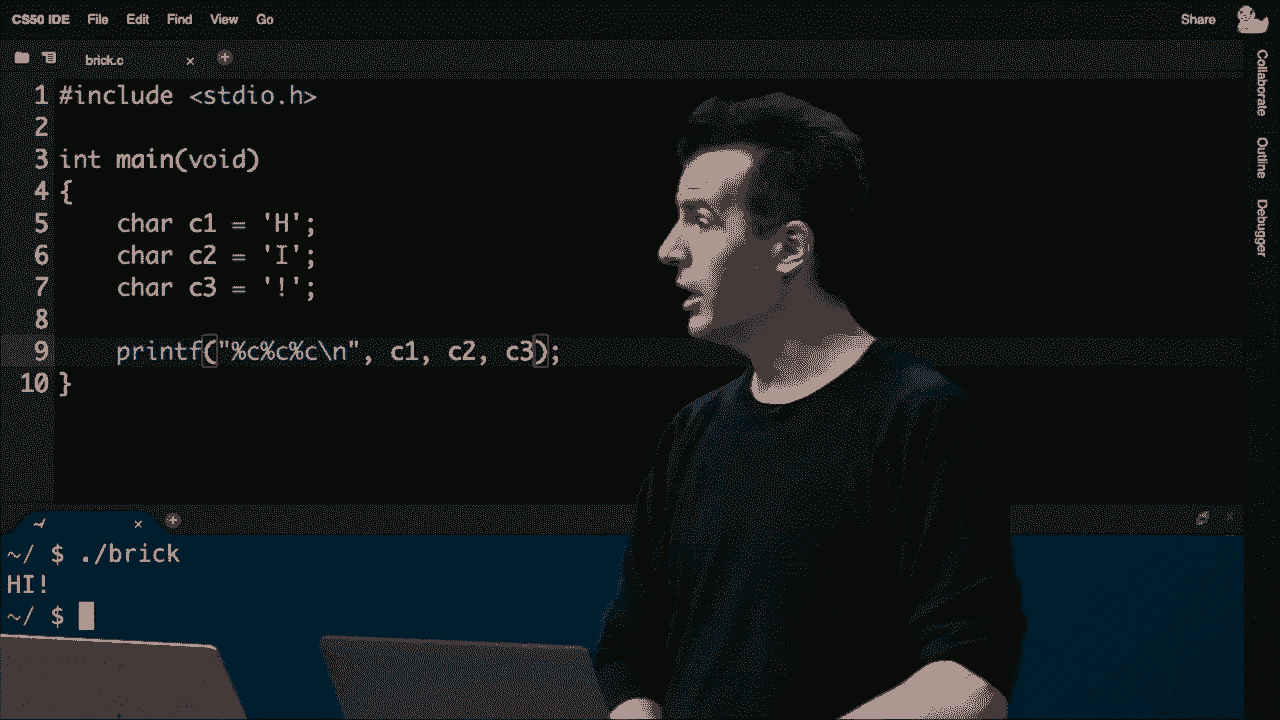 CS50 IDE File Edit Find View Go Share
brick.c
1 #include <stdio.h>
2
3 int main(void)
4 {
5     char c1 = 'H';
6     char c2 = 'I';
7     char c3 = '!';
8
9     printf("%c%c%c\n", c1, c2, c3);
10 }
Collaborate
Outline
Debugger
~/ $ ./brick
HI!
~/ $